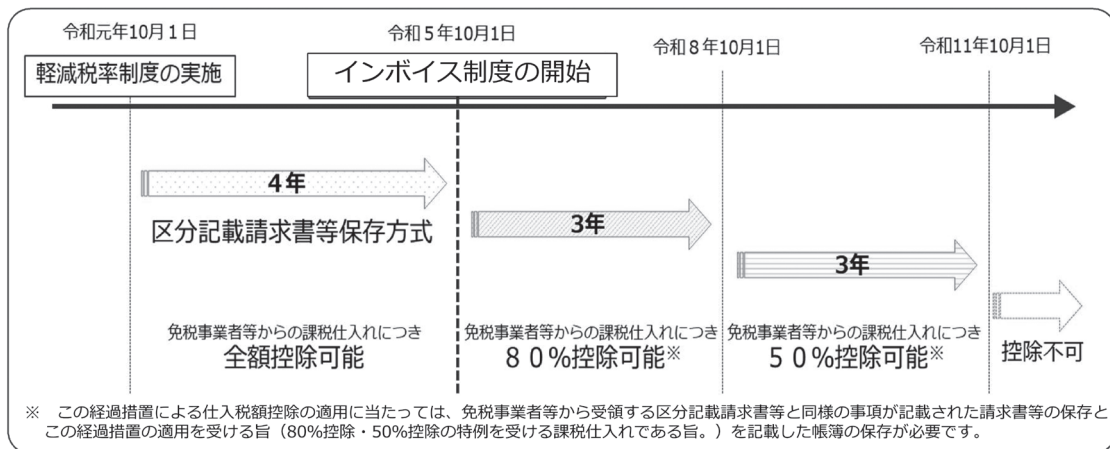 令和元年10月1日
令和5年10月1日
令和8年10月1日
令和11年10月1日
軽減税率制度の実施
インボイス制度の開始
4年
区分記載請求書等保存方式
3年
3年
免税事業者等からの課税仕入れにつき
全額控除可能
免税事業者等からの課税仕入れにつき
80%控除可能※
免税事業者等からの課税仕入れにつき
50%控除可能※
控除不可
※ この経過措置による仕入税額控除の適用に当たっては、免税事業者等から受領する区分記載請求書等と同様の事項が記載された請求書等の保存と
この経過措置の適用を受ける旨（80%控除・50%控除の特例を受ける課税仕入れである旨。）を記載した帳簿の保存が必要です。